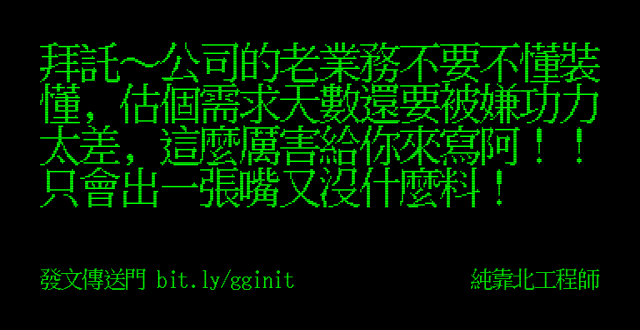 拜託～公司的老業務不要不懂裝
懂，估個需求天數還要被嫌功力
太差，這麼厲害給你來寫阿！！
只會出一張嘴又沒什麼料！
發文傳送門 bit.ly/gginit
純靠北工程師